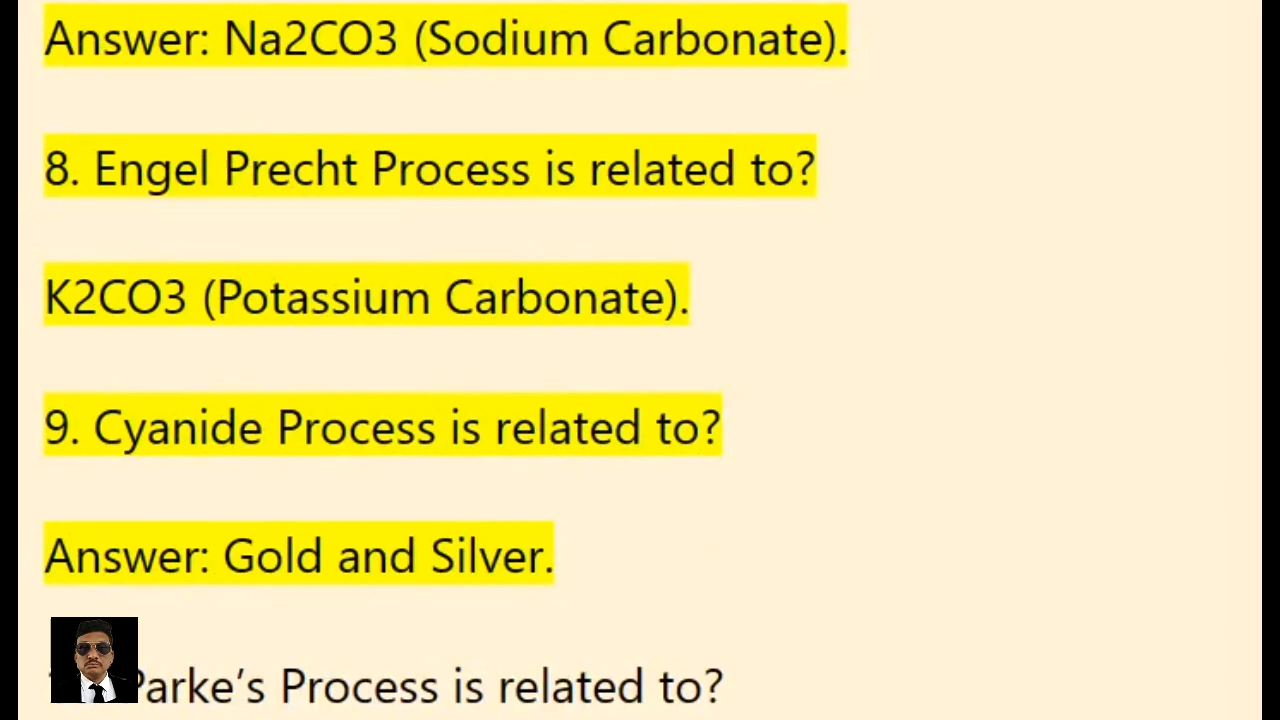 Answer: Na2CO3 (Sodium Carbonate).
8. Engel Precht Process is related to?
K2CO3 (Potassium Carbonate).
9. Cyanide Process is related to?
Answer: Gold and Silver.
Parke’s Process is related to?